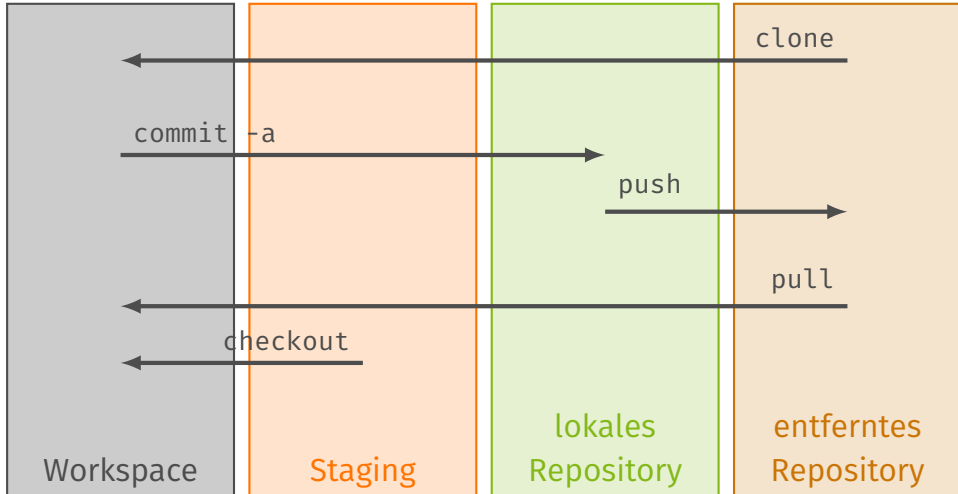 clone
commit -a
push
pull
checkout
Workspace
Staging
lokales
Repository
entferntes
Repository